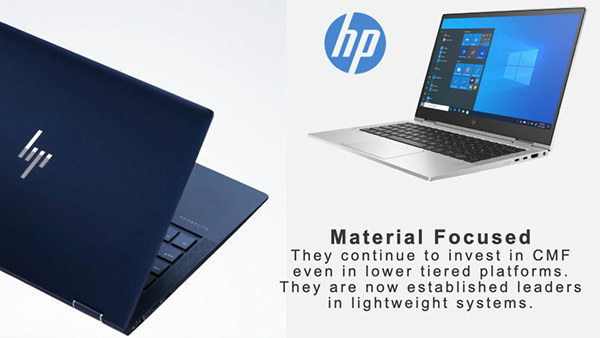 hp
hp
Material Focused
They continue to invest in CMF
even in lower tiered platforms.
They are now established leaders
in lightweight systems.